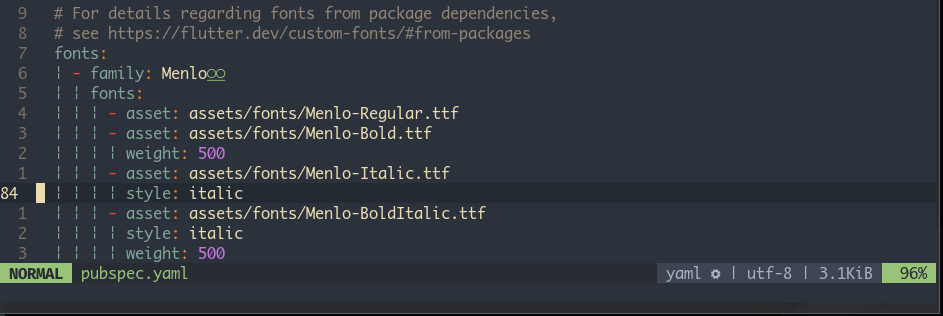 9 # For details regarding fonts from package dependencies,
8 # see https://flutter.dev/custom-fonts/#from-packages
7 fonts:
6 ¦ - family: Menlo○○
5 ¦ ¦ fonts:
4 ¦ ¦ ¦ - asset: assets/fonts/Menlo-Regular.ttf
3 ¦ ¦ ¦ - asset: assets/fonts/Menlo-Bold.ttf
2 ¦ ¦ ¦ ¦ weight: 500
1 ¦ ¦ ¦ - asset: assets/fonts/Menlo-Italic.ttf
84 ¦ ¦ ¦ ¦ style: italic
1 ¦ ¦ ¦ - asset: assets/fonts/Menlo-BoldItalic.ttf
2 ¦ ¦ ¦ ¦ style: italic
3 ¦ ¦ ¦ ¦ weight: 500
NORMAL pubspec.yaml yaml ⚙ | utf-8 | 3.1KiB 96%